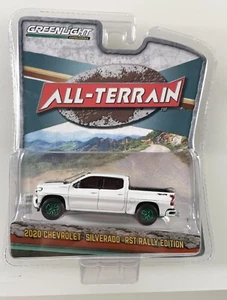 GREENLIGHT
ALL-TERRAIN
2020 CHEVROLET SILVERADO - RST RALLY EDITION